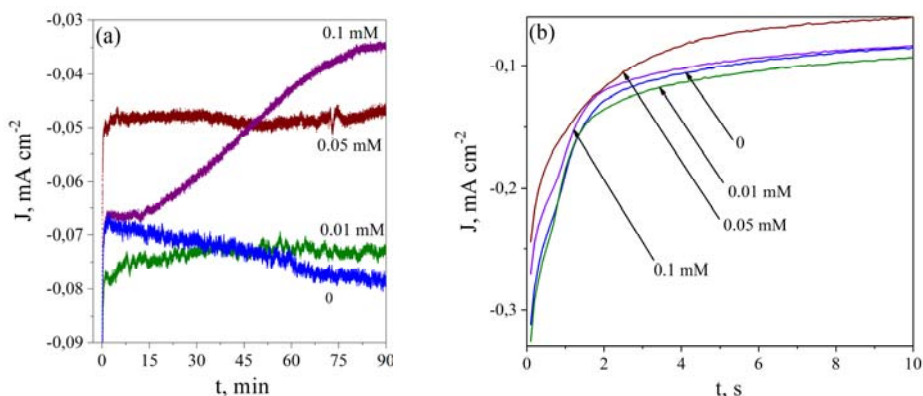 (a)
0.1 mM
0.05 mM
0.01 mM
0
-0,03
-0,04
-0,05
-0,06
-0,07
-0,08
-0,09
J, mA cm-2
0 15 30 45 60 75 90
t, min
(b)
0
0.01 mM
0.05 mM
0.1 mM
-0,1
-0,2
-0,3
J, mA cm-2
0 2 4 6 8 10
t, s